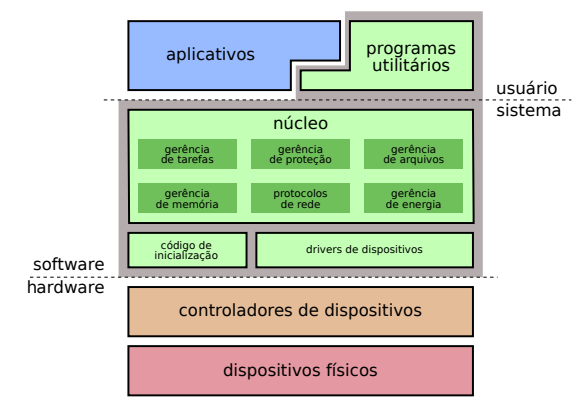 aplicativos
programas
utilitários
usuário
sistema
núcleo
gerência
de tarefas
gerência
de proteção
gerência
de arquivos
gerência
de memória
protocolos
de rede
gerência
de energia
código de
inicialização
drivers de dispositivos
software
hardware
controladores de dispositivos
dispositivos físicos